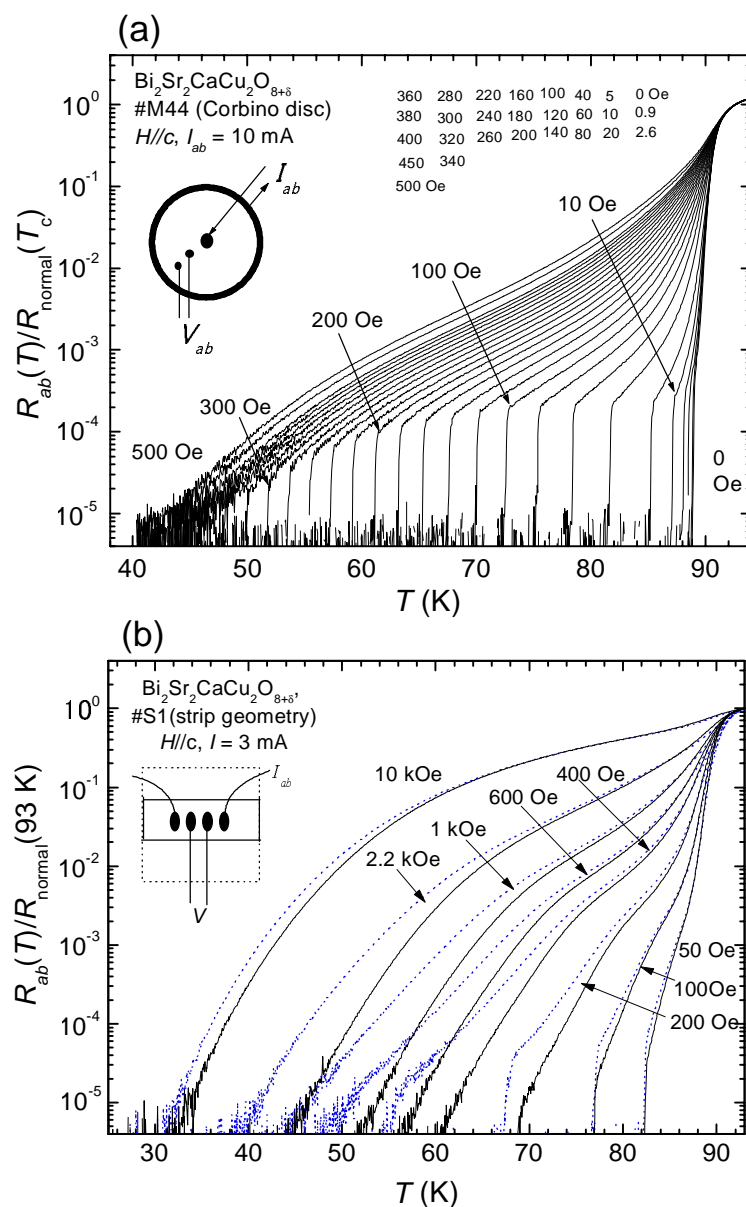 (a)
Bi2Sr2CaCu2O8+δ
#M44 (Corbino disc)
H//c, Iab = 10 mA
360 280 220 160 100 40 5 0 Oe
380 300 240 180 120 60 10 0.9
400 320 260 200 140 80 20 2.6
450 340
500 Oe
Iab
Vab
10 Oe
100 Oe
200 Oe
300 Oe
500 Oe
0
Oe
Rab(T)/Rnormal(Tc)
10^0
10^-1
10^-2
10^-3
10^-4
10^-5
40 50 60 70 80 90
T (K)
(b)
Bi2Sr2CaCu2O8+δ,
#S1(strip geometry)
H//c, I = 3 mA
Iab
V
10 kOe
2.2 kOe
1 kOe
600 Oe
400 Oe
50 Oe
100Oe
200 Oe
Rab(T)/Rnormal(93 K)
10^0
10^-1
10^-2
10^-3
10^-4
10^-5
30 40 50 60 70 80 90
T (K)